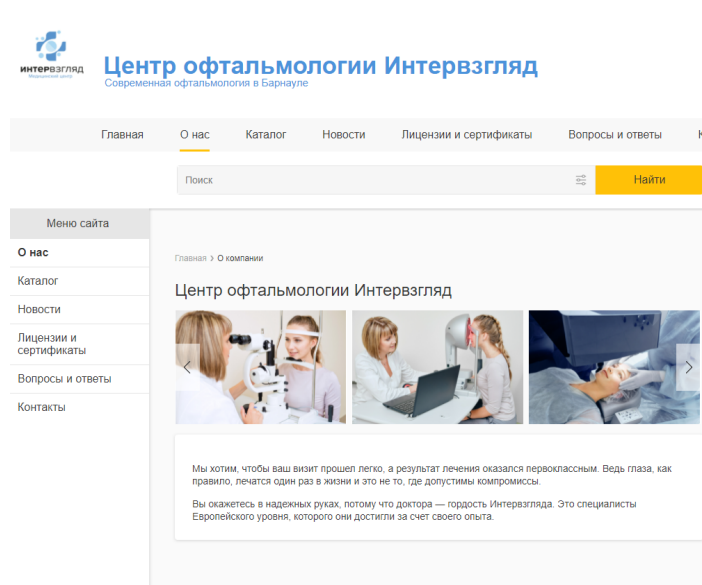 ИНТЕРВЗГЛЯД
Медицинский центр
Центр офтальмологии Интервзгляд
Современная офтальмология в Барнауле
Главная О нас Каталог Новости Лицензии и сертификаты Вопросы и ответы К
Поиск Найти
Меню сайта
О нас
Каталог
Новости
Лицензии и
сертификаты
Вопросы и ответы
Контакты
Главная > О компании
Центр офтальмологии Интервзгляд
Мы хотим, чтобы ваш визит прошел легко, а результат лечения оказался первоклассным. Ведь глаза, как
правило, лечатся один раз в жизни и это не то, где допустимы компромиссы.
Вы окажетесь в надежных руках, потому что доктора — гордость Интервзгляда. Это специалисты
Европейского уровня, которого они достигли за счет своего опыта.